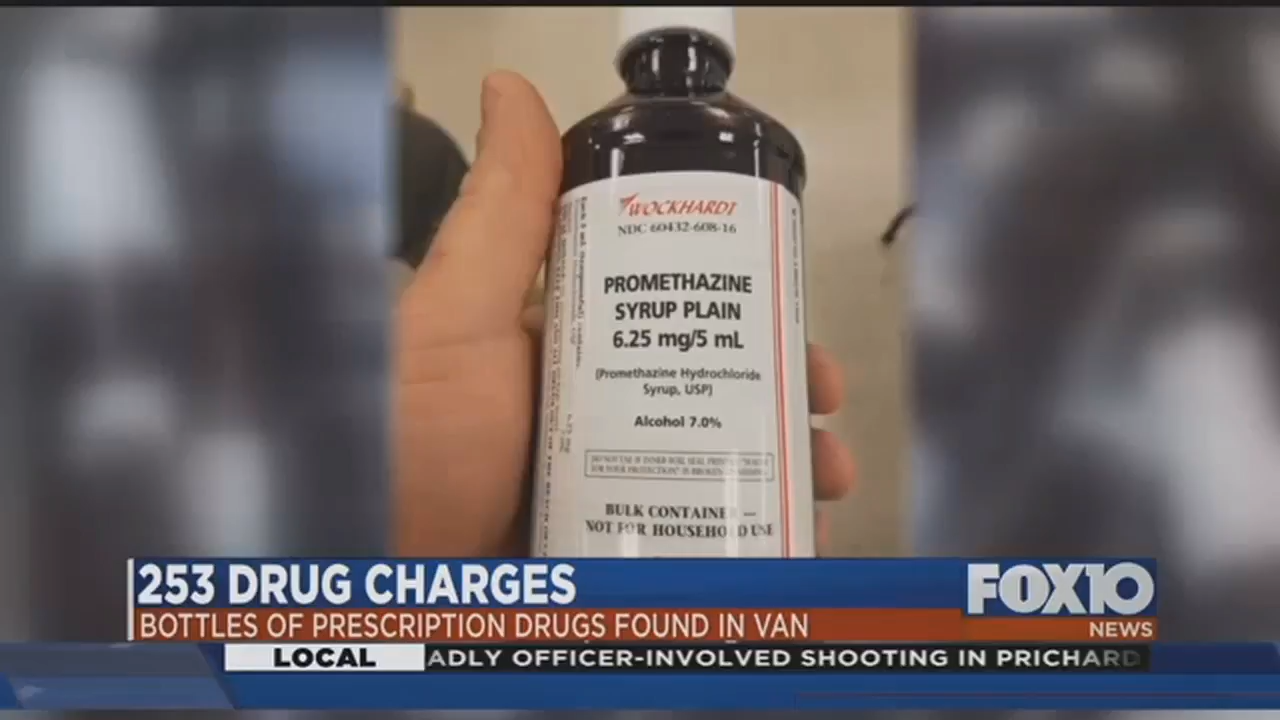 WOCKHARDT
NDC 60432-608-16
PROMETHAZINE
SYRUP PLAIN
6.25 mg/5 mL
(Promethazine Hydrochloride
Syrup, USP)
Alcohol 7.0%
BULK CONTAINER —
NOT FOR HOUSEHOLD USE
253 DRUG CHARGES
BOTTLES OF PRESCRIPTION DRUGS FOUND IN VAN
FOX10
NEWS
LOCAL
ADLY OFFICER-INVOLVED SHOOTING IN PRICHARD